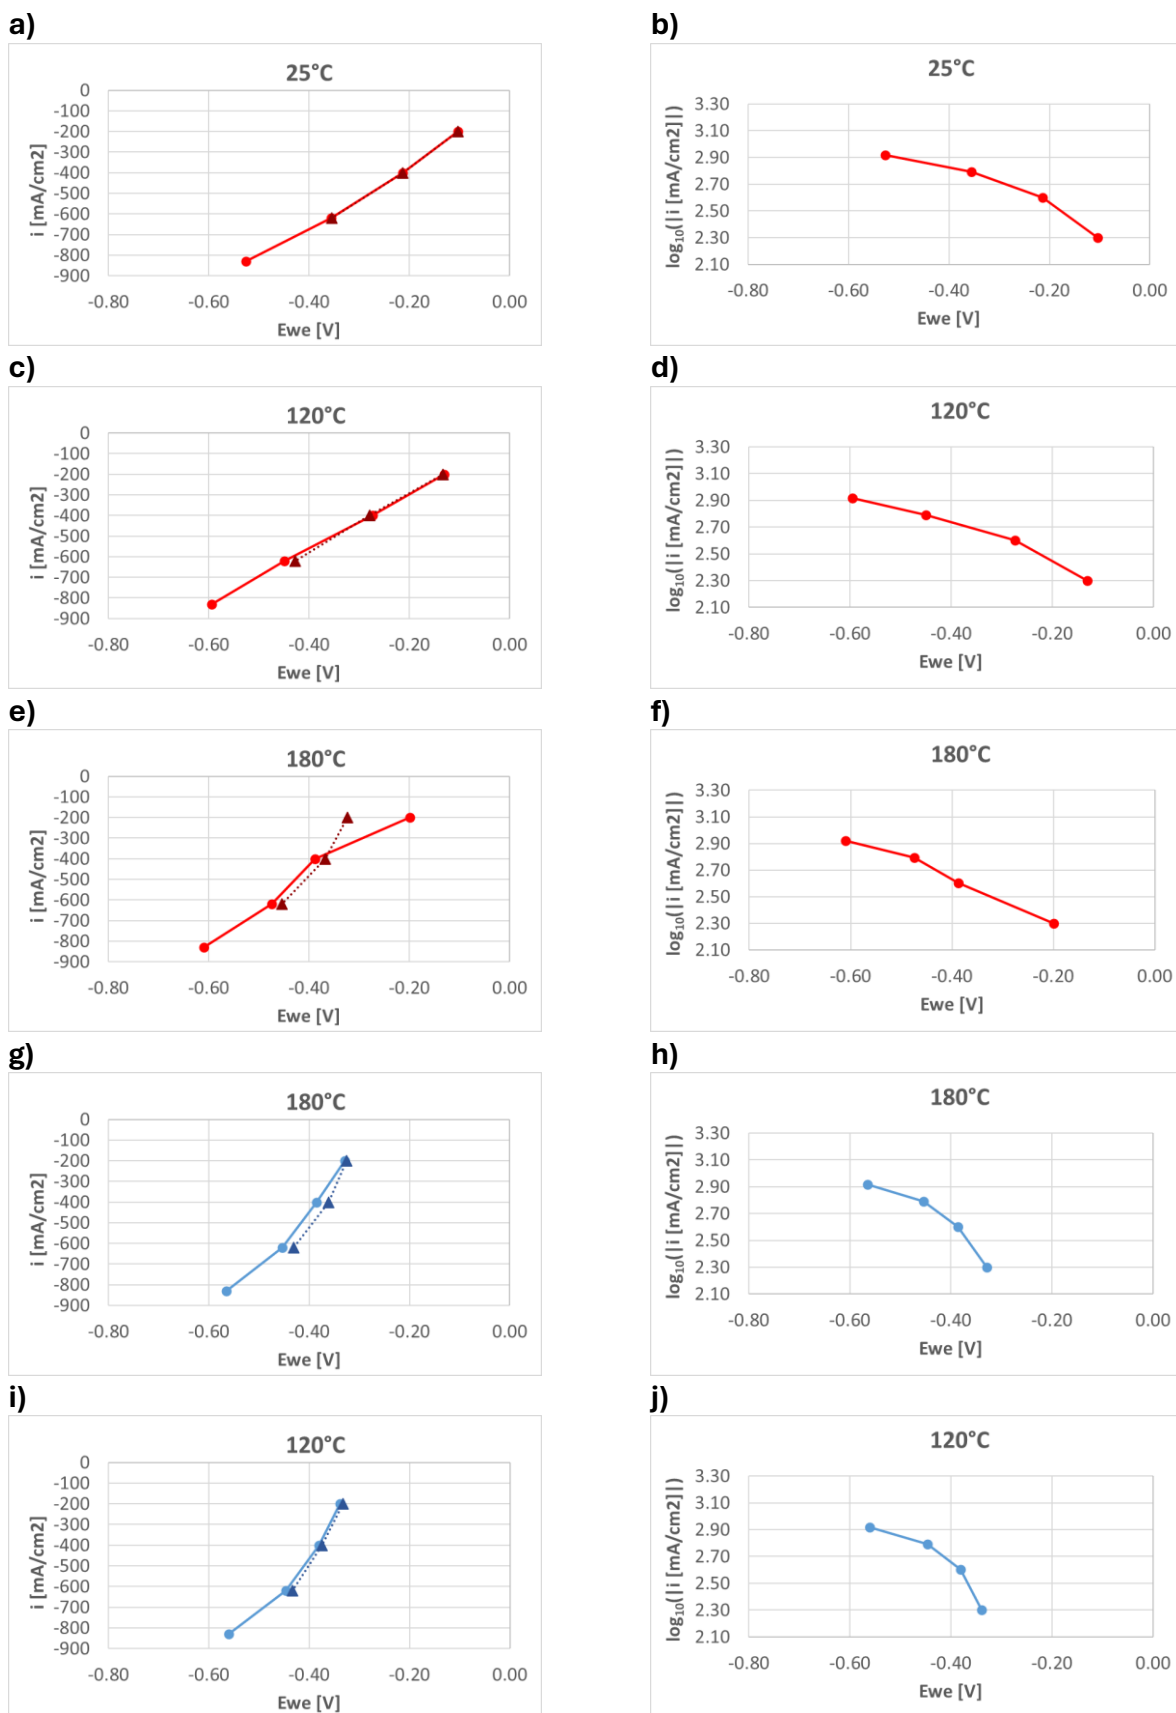 a)
25°C
0
-100
-200
-300
-400
-500
-600
-700
-800
-900
i [mA/cm2]
-0.80 -0.60 -0.40 -0.20 0.00
Ewe [V]
b)
25°C
3.30
3.10
2.90
2.70
2.50
2.30
2.10
log₁₀(|i [mA/cm2]|)
-0.80 -0.60 -0.40 -0.20 0.00
Ewe [V]
c)
120°C
0
-100
-200
-300
-400
-500
-600
-700
-800
-900
i [mA/cm2]
-0.80 -0.60 -0.40 -0.20 0.00
Ewe [V]
d)
120°C
3.30
3.10
2.90
2.70
2.50
2.30
2.10
log₁₀(|i [mA/cm2]|)
-0.80 -0.60 -0.40 -0.20 0.00
Ewe [V]
e)
180°C
0
-100
-200
-300
-400
-500
-600
-700
-800
-900
i [mA/cm2]
-0.80 -0.60 -0.40 -0.20 0.00
Ewe [V]
f)
180°C
3.30
3.10
2.90
2.70
2.50
2.30
2.10
log₁₀(|i [mA/cm2]|)
-0.80 -0.60 -0.40 -0.20 0.00
Ewe [V]
g)
180°C
0
-100
-200
-300
-400
-500
-600
-700
-800
-900
i [mA/cm2]
-0.80 -0.60 -0.40 -0.20 0.00
Ewe [V]
h)
180°C
3.30
3.10
2.90
2.70
2.50
2.30
2.10
log₁₀(|i [mA/cm2]|)
-0.80 -0.60 -0.40 -0.20 0.00
Ewe [V]
i)
120°C
0
-100
-200
-300
-400
-500
-600
-700
-800
-900
i [mA/cm2]
-0.80 -0.60 -0.40 -0.20 0.00
Ewe [V]
j)
120°C
3.30
3.10
2.90
2.70
2.50
2.30
2.10
log₁₀(|i [mA/cm2]|)
-0.80 -0.60 -0.40 -0.20 0.00
Ewe [V]